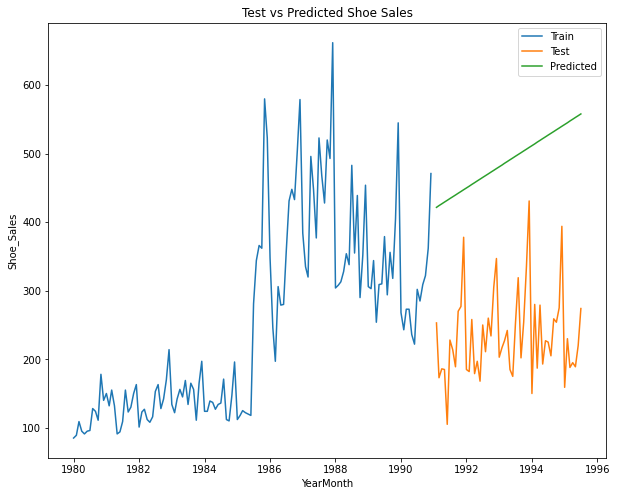 Test vs Predicted Shoe Sales
Train
Test
Predicted
600
500
400
300
200
100
Shoe_Sales
1980 1982 1984 1986 1988 1990 1992 1994 1996
YearMonth